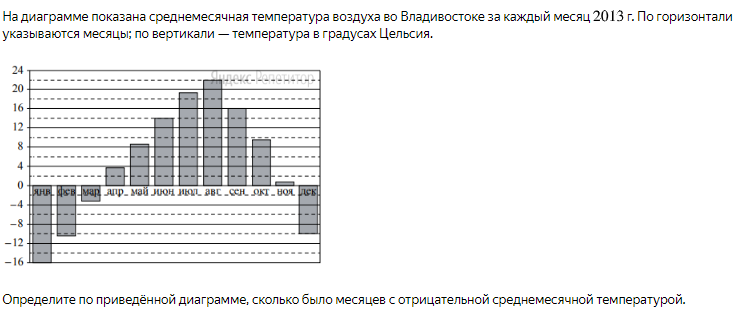 На диаграмме показана среднемесячная температура воздуха во Владивостоке за каждый месяц 2013 г. По горизонтали
указываются месяцы; по вертикали — температура в градусах Цельсия.
Яндекс.Репетитор
24
20
16
12
8
4
0
янв фев мар апр май июн июл авг сен окт ноя дек
−4
−8
−12
−16
Определите по приведённой диаграмме, сколько было месяцев с отрицательной среднемесячной температурой.